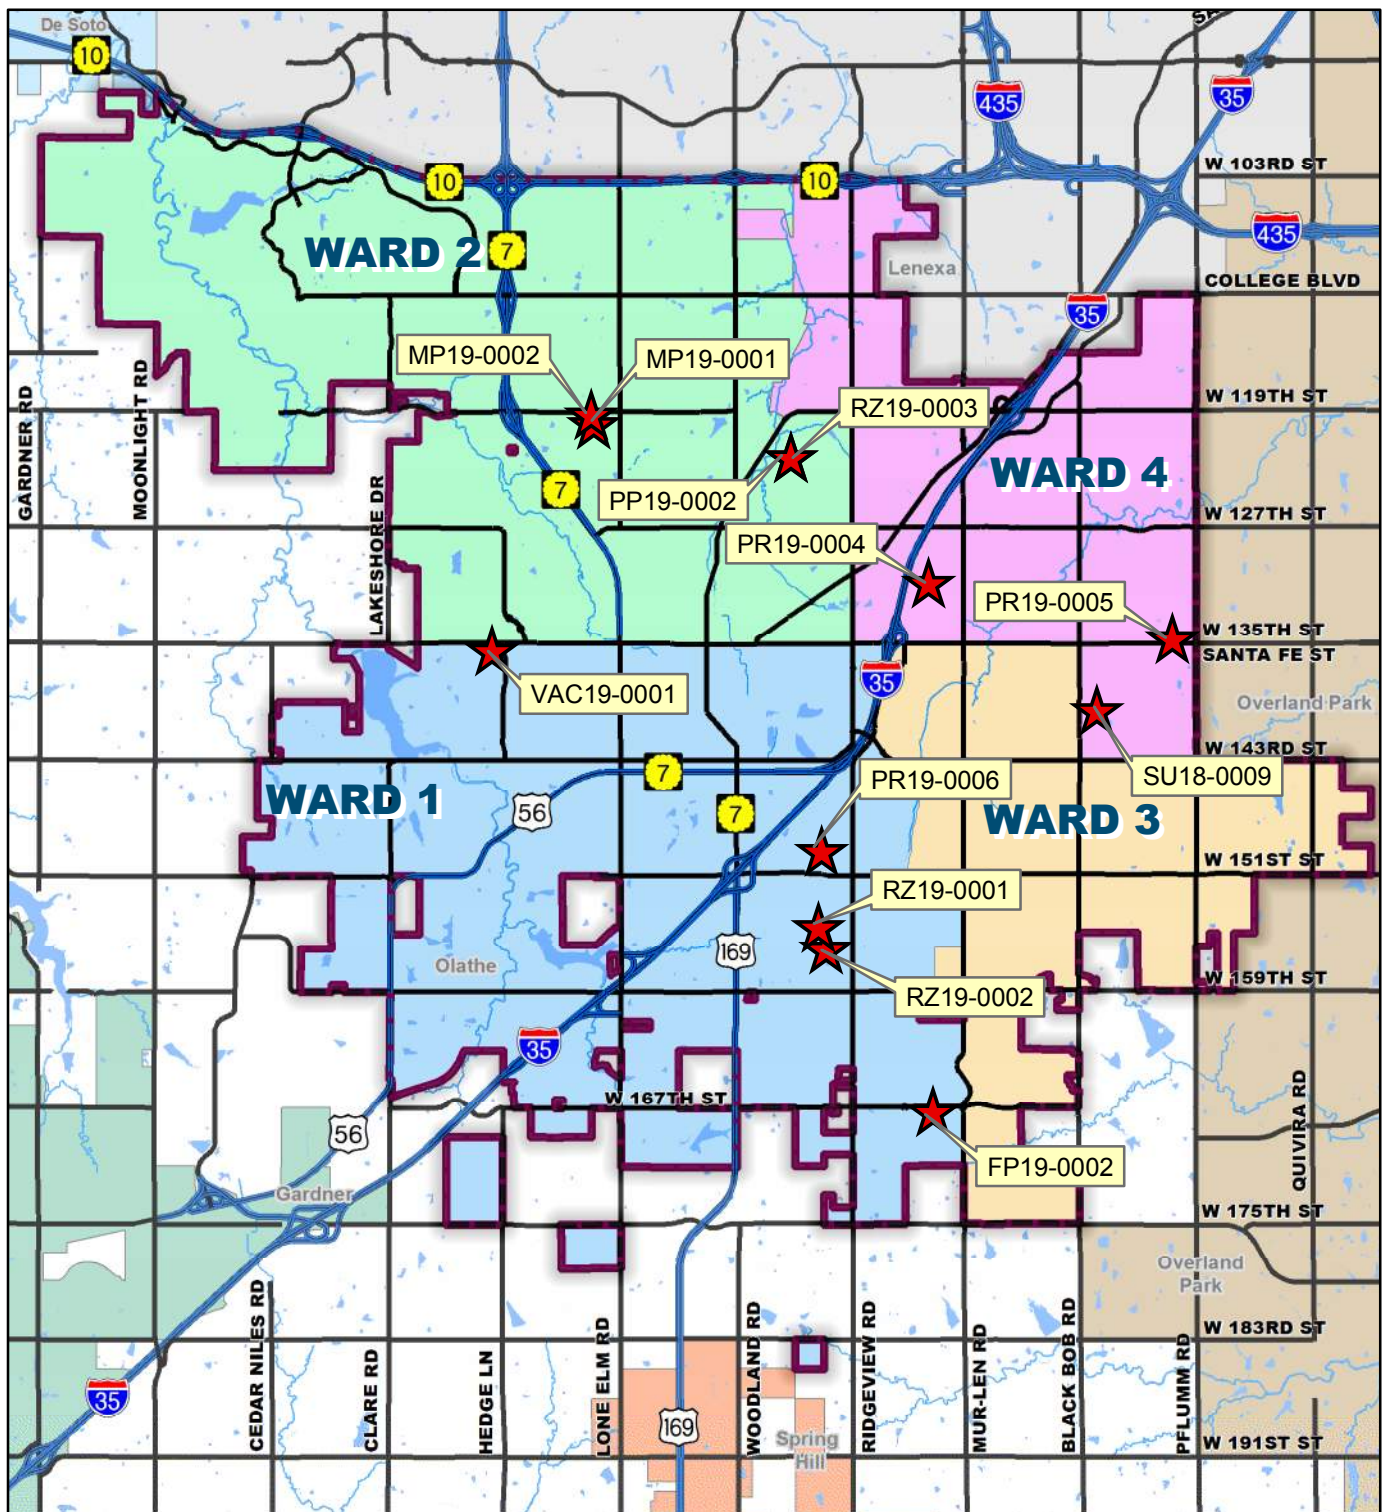 De Soto
10
435
35
W 103RD ST
10
10
435
WARD 2
7
Lenexa
COLLEGE BLVD
35
MP19-0002
MP19-0001
GARDNER RD
MOONLIGHT RD
RZ19-0003
W 119TH ST
WARD 4
7
PP19-0002
LAKESHORE DR
W 127TH ST
PR19-0004
PR19-0005
W 135TH ST
SANTA FE ST
35
VAC19-0001
Overland Park
W 143RD ST
7
PR19-0006
SU18-0009
WARD 1
56
7
WARD 3
W 151ST ST
RZ19-0001
169
Olathe
W 159TH ST
RZ19-0002
35
W 167TH ST
56
FP19-0002
QUIVIRA RD
Gardner
W 175TH ST
Overland
Park
CEDAR NILES RD
CLARE RD
HEDGE LN
LONE ELM RD
WOODLAND RD
RIDGEVIEW RD
MUR-LEN RD
BLACK BOB RD
PFLUMM RD
W 183RD ST
35
169
Spring
Hill
W 191ST ST